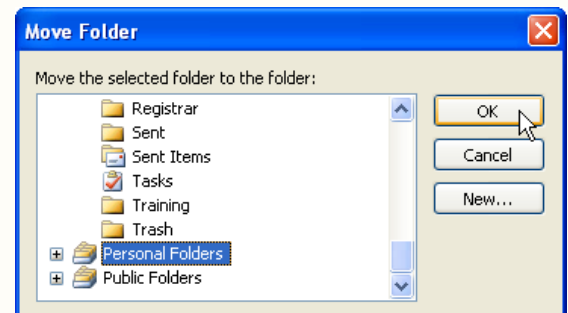 Move Folder
Move the selected folder to the folder:
Registrar
Sent
Sent Items
Tasks
Training
Trash
Personal Folders
Public Folders
OK
Cancel
New...